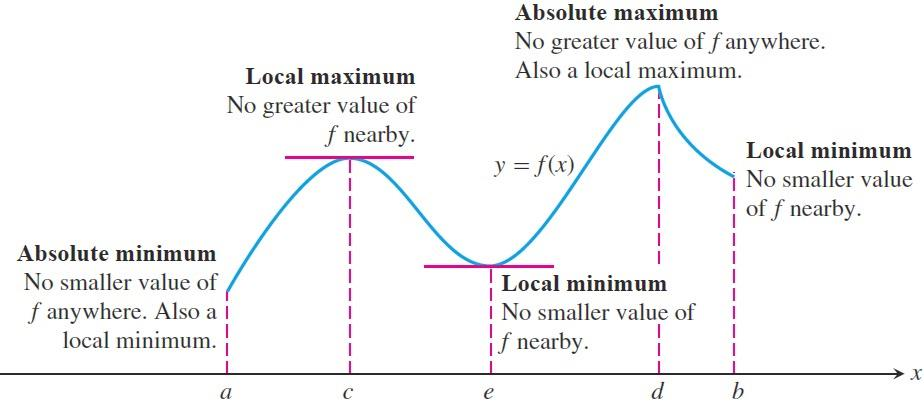 Absolute maximum
No greater value of f anywhere.
Also a local maximum.
Local maximum
No greater value of
f nearby.
y = f(x)
Local minimum
No smaller value
of f nearby.
Absolute minimum
No smaller value of
f anywhere. Also a
local minimum.
Local minimum
No smaller value of
f nearby.
x
a
c
e
d
b